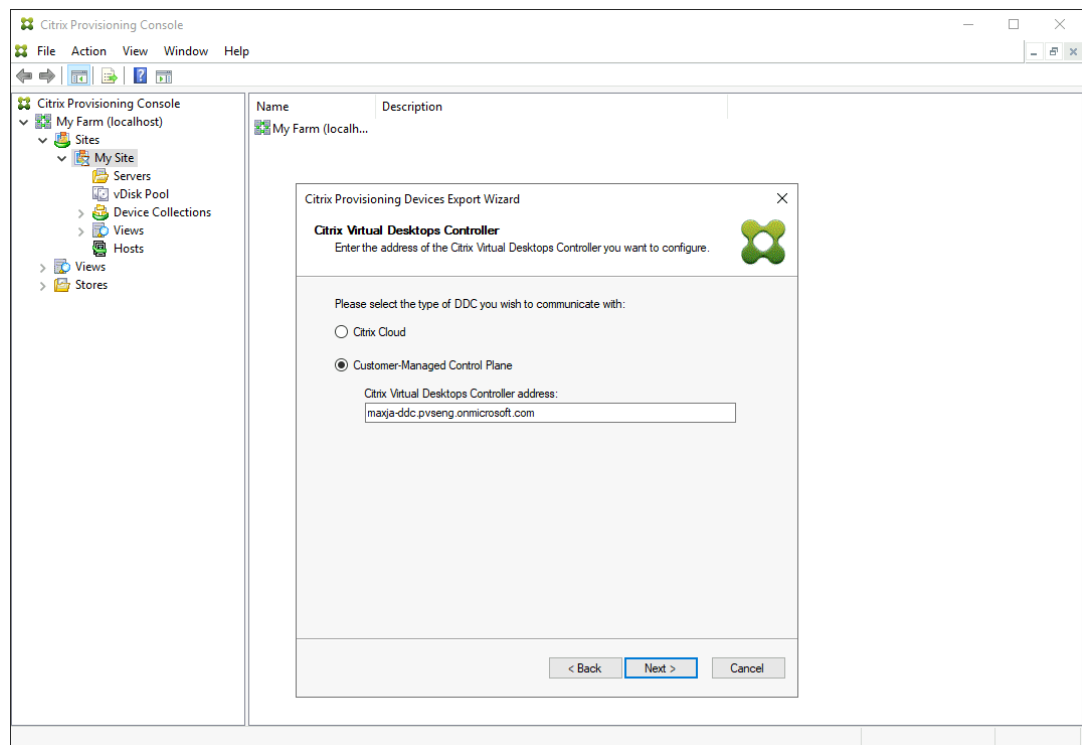 Citrix Provisioning Console
File Action View Window Help
Citrix Provisioning Console
My Farm (localhost)
Sites
My Site
Servers
vDisk Pool
Device Collections
Views
Hosts
Views
Stores
Name Description
My Farm (localh...
Citrix Provisioning Devices Export Wizard
Citrix Virtual Desktops Controller
Enter the address of the Citrix Virtual Desktops Controller you want to configure.
Please select the type of DDC you wish to communicate with:
Citrix Cloud
Customer-Managed Control Plane
Citrix Virtual Desktops Controller address:
maxja-ddc.pvseng.onmicrosoft.com
< Back Next > Cancel